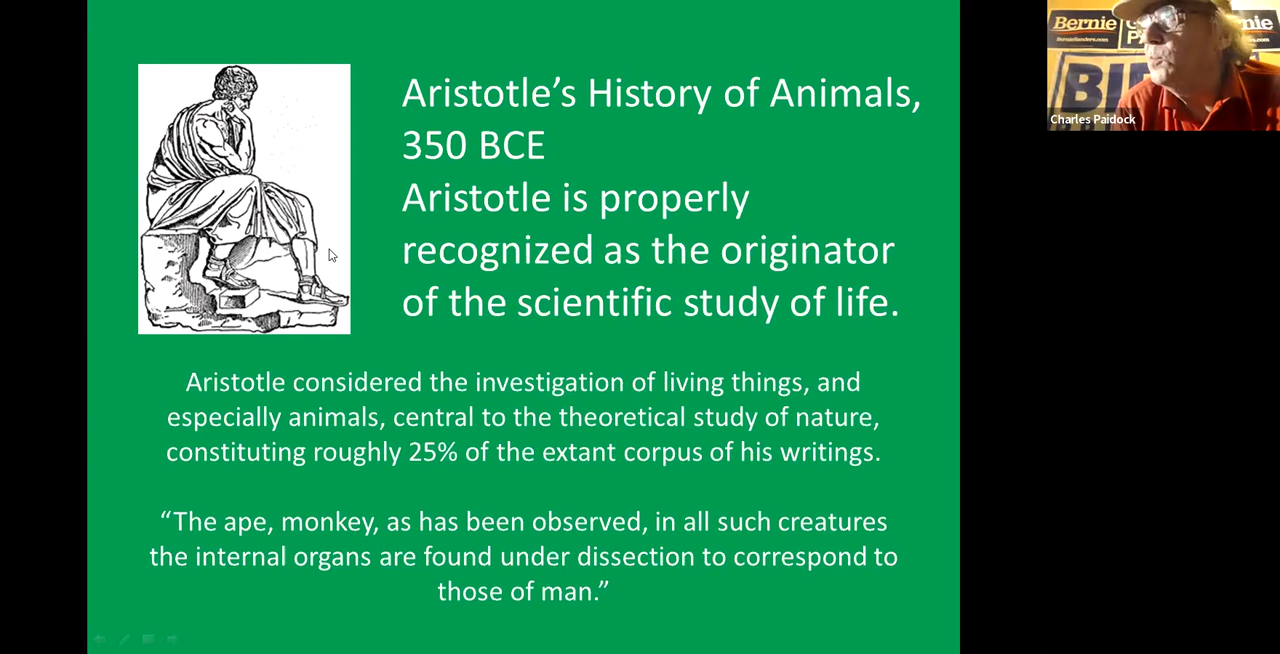 Aristotle’s History of Animals,
350 BCE
Aristotle is properly
recognized as the originator
of the scientific study of life.
Aristotle considered the investigation of living things, and
especially animals, central to the theoretical study of nature,
constituting roughly 25% of the extant corpus of his writings.
“The ape, monkey, as has been observed, in all such creatures
the internal organs are found under dissection to correspond to
those of man.”
Bernie
Charles Paidock